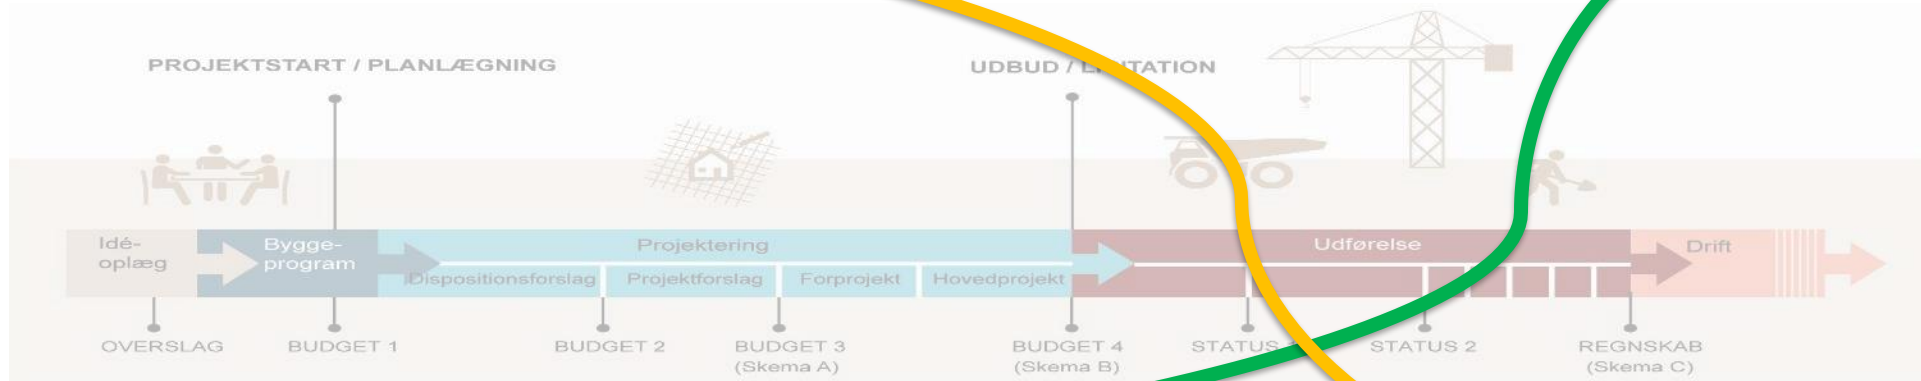 PROJEKTSTART / PLANLÆGNING
UDBUD / TATION
Idé-
oplæg
Bygge-
program
Projektering
Udførelse
Drift
Dispositionsforslag
Projektforslag
Forprojekt
Hovedprojekt
OVERSLAG
BUDGET 1
BUDGET 2
BUDGET 3
(Skema A)
BUDGET 4
(Skema B)
STATUS
STATUS 2
REGNSKAB
(Skema C)